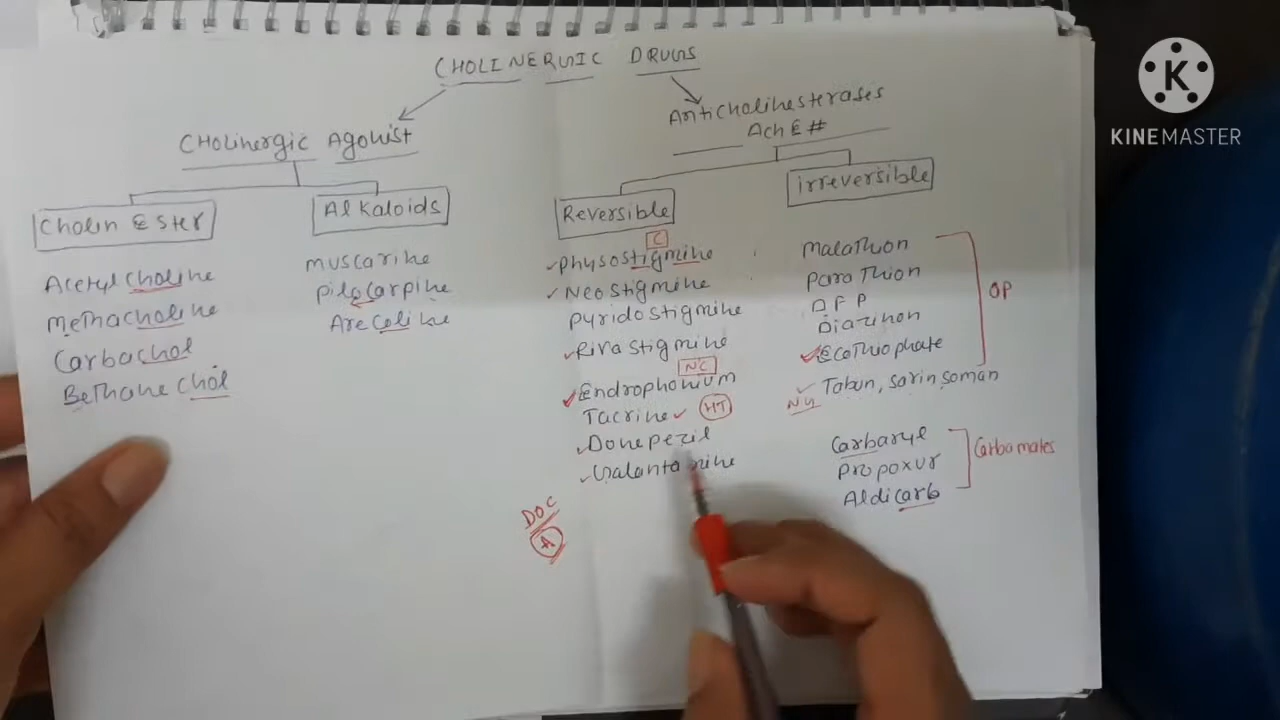 CHOLINERGIC DRUGS
Cholinergic Agonist
Anticholinesterases
AchE #
Cholin Ester
Alkaloids
Reversible
irreversible
Acetyl choline
Methacholine
Carbachol
Bethanechol
muscarine
pilocarpine
Arecoline
C
physostigmine
Neostigmine
pyridostigmine
Rivastigmine
NC
Endrophonium
Tacrine HT
Donepezil
Galantamine
DOC
A
Malathion
parathion
DFP
Diazinon
Ecothiophate
OP
NG Tabun, sarin, soman
Carbaryl
propoxur
Aldicarb
Carbamates
K
KINEMASTER